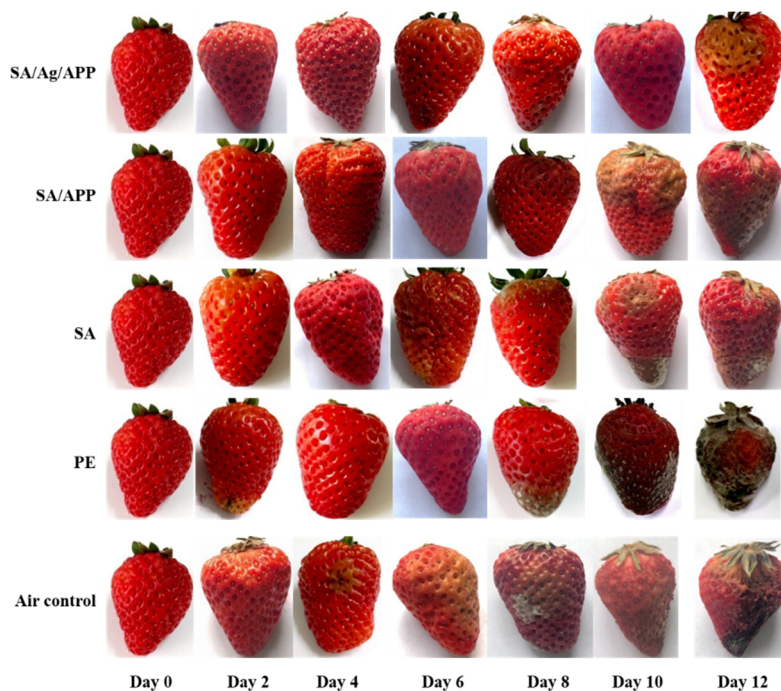 SA/Ag/APP
SA/APP
SA
PE
Air control
Day 0 Day 2 Day 4 Day 6 Day 8 Day 10 Day 12